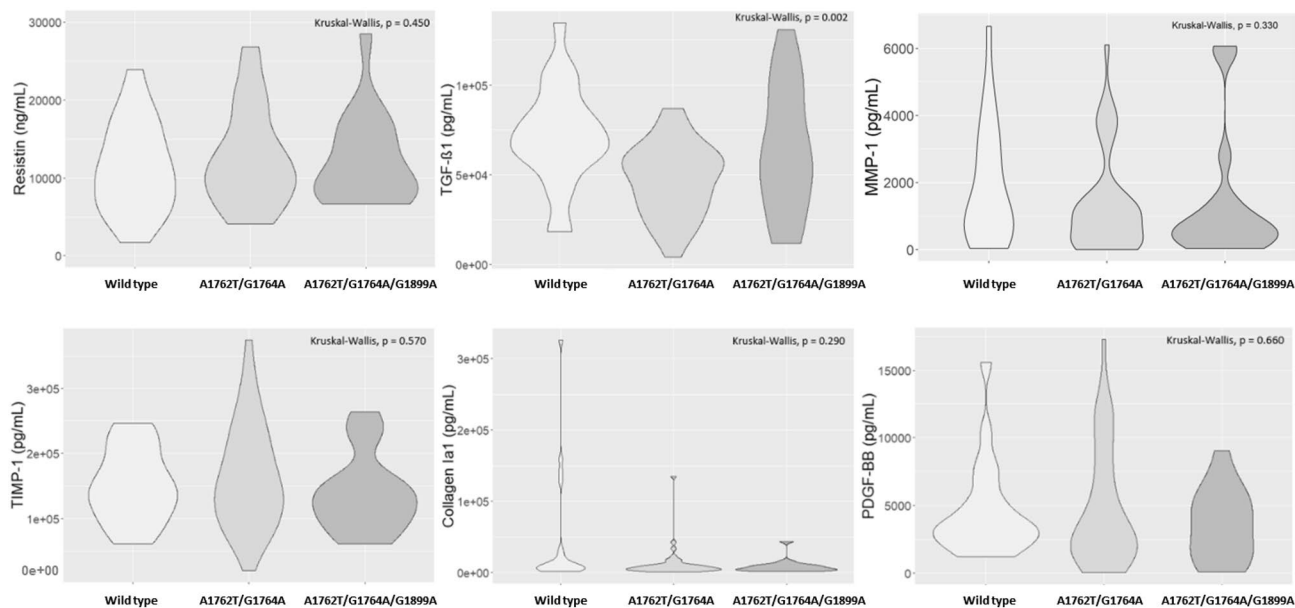 Kruskal-Wallis, p = 0.450
Resistin (ng/mL)
30000
20000
10000
0
Wild type
A1762T/G1764A
A1762T/G1764A/G1899A
Kruskal-Wallis, p = 0.002
TGF-ß1 (pg/mL)
1e+05
5e+04
0e+00
Wild type
A1762T/G1764A
A1762T/G1764A/G1899A
Kruskal-Wallis, p = 0.330
MMP-1 (pg/mL)
6000
4000
2000
0
Wild type
A1762T/G1764A
A1762T/G1764A/G1899A
Kruskal-Wallis, p = 0.570
TIMP-1 (pg/mL)
3e+05
2e+05
1e+05
0e+00
Wild type
A1762T/G1764A
A1762T/G1764A/G1899A
Kruskal-Wallis, p = 0.290
Collagen Ia1 (pg/mL)
3e+05
2e+05
1e+05
0e+00
Wild type
A1762T/G1764A
A1762T/G1764A/G1899A
Kruskal-Wallis, p = 0.660
PDGF-BB (pg/mL)
15000
10000
5000
0
Wild type
A1762T/G1764A
A1762T/G1764A/G1899A